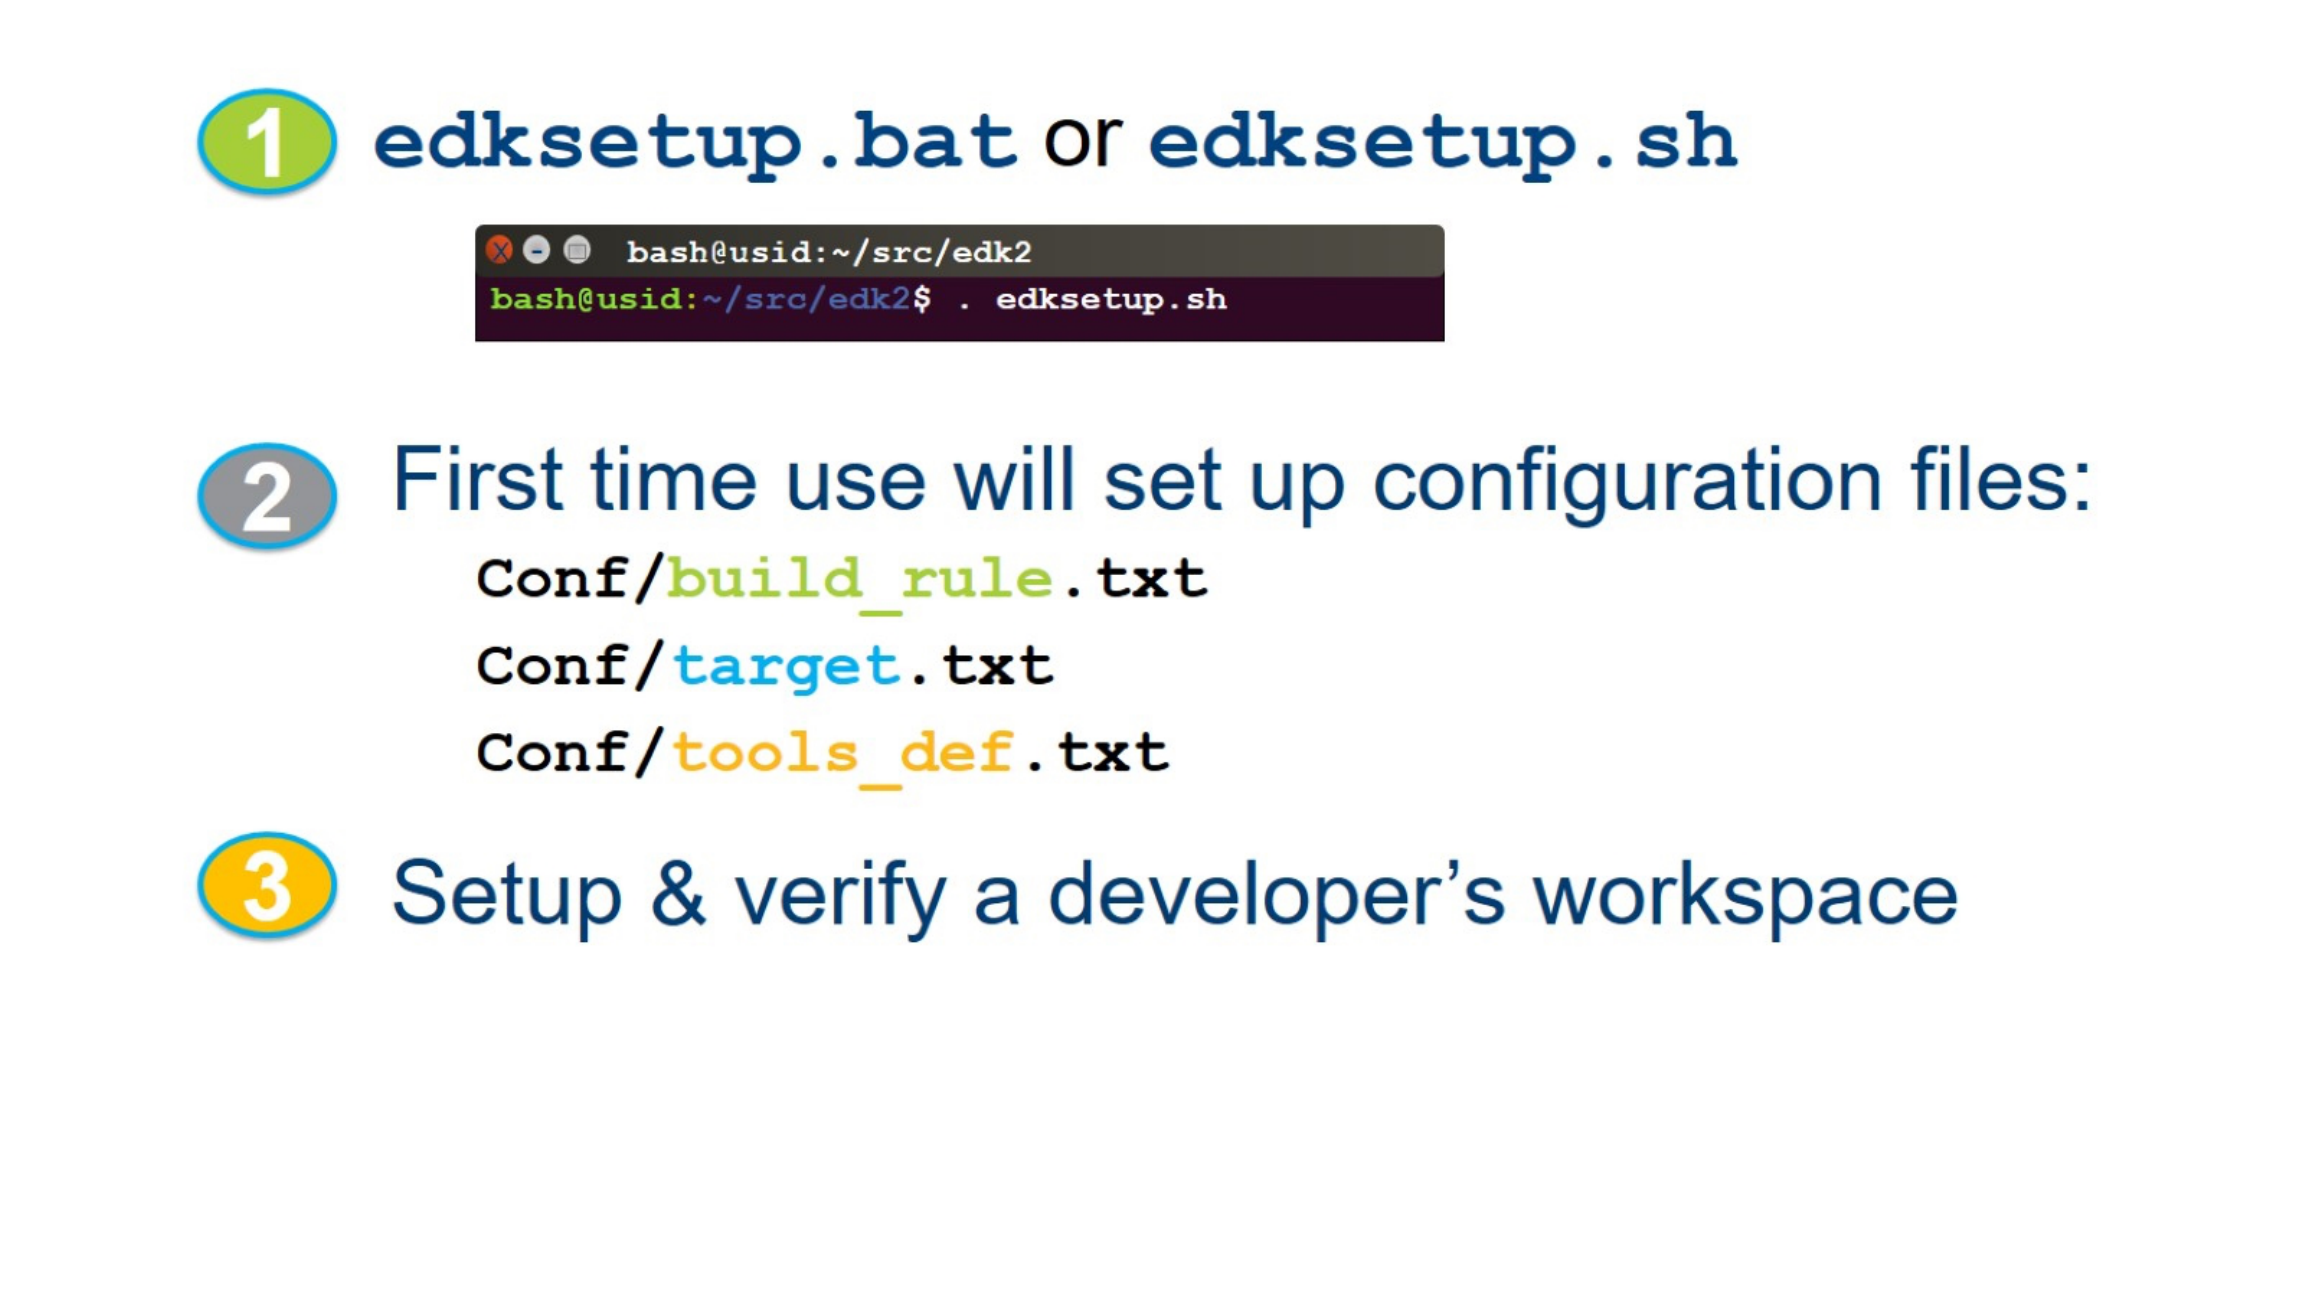 1 edksetup.bat or edksetup.sh
X - bash@usid:~/src/edk2
bash@usid:~/src/edk2$ . edksetup.sh
2 First time use will set up configuration files:
Conf/build_rule.txt
Conf/target.txt
Conf/tools_def.txt
3 Setup & verify a developer’s workspace